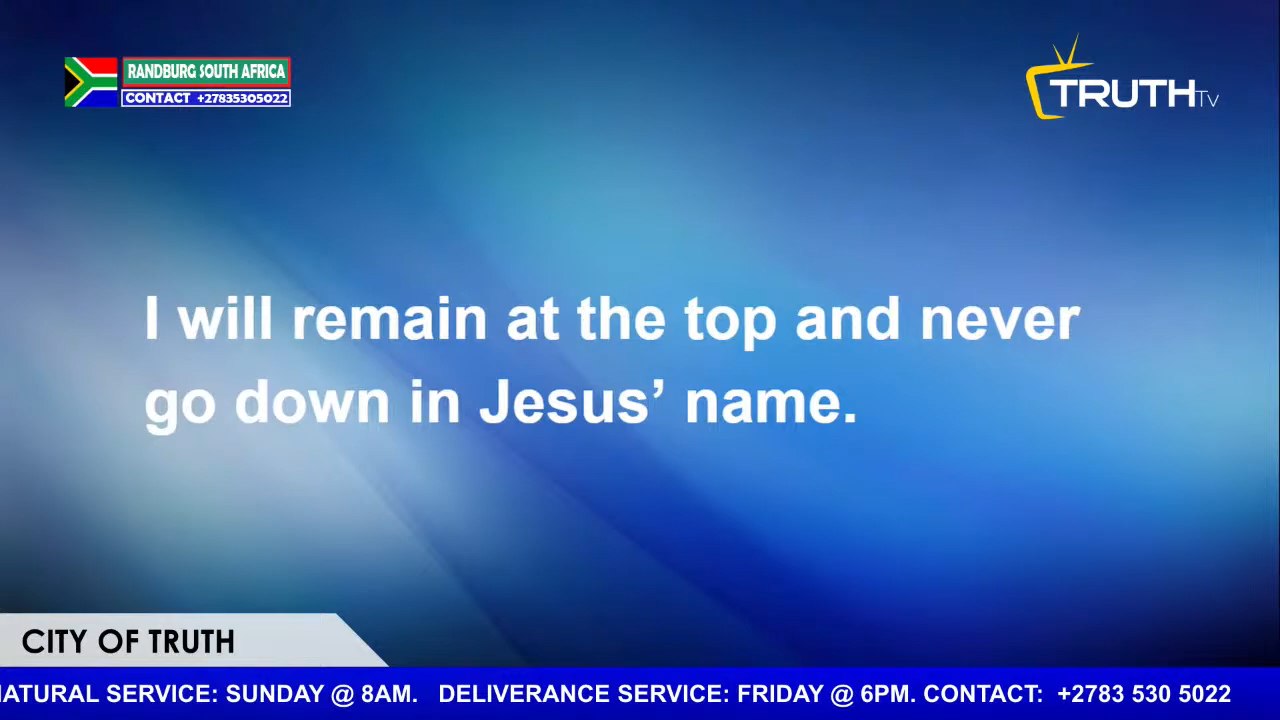 RANDBURG SOUTH AFRICA
CONTACT +27835305022
TRUTH TV
I will remain at the top and never
go down in Jesus’ name.
CITY OF TRUTH
NATURAL SERVICE: SUNDAY @ 8AM. DELIVERANCE SERVICE: FRIDAY @ 6PM. CONTACT: +2783 530 5022